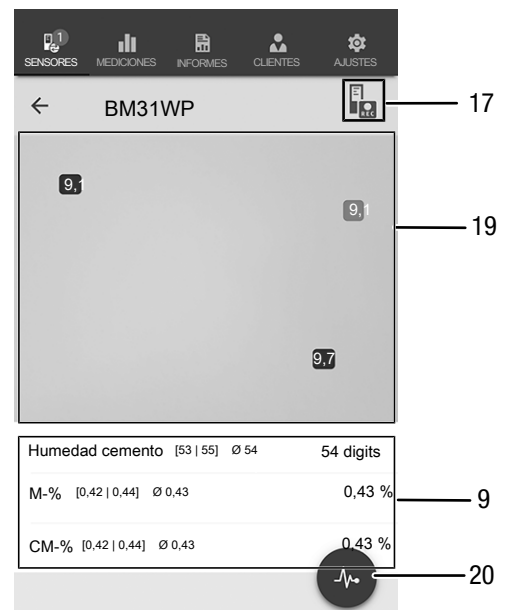 1
SENSORES MEDICIONES INFORMES CLIENTES AJUSTES
BM31WP
REC
17
9,1
9,1
19
9,7
Humedad cemento [53 | 55] Ø 54 54 digits
M-% [0,42 | 0,44] Ø 0,43 0,43 %
9
CM-% [0,42 | 0,44] Ø 0,43 0,43 %
20